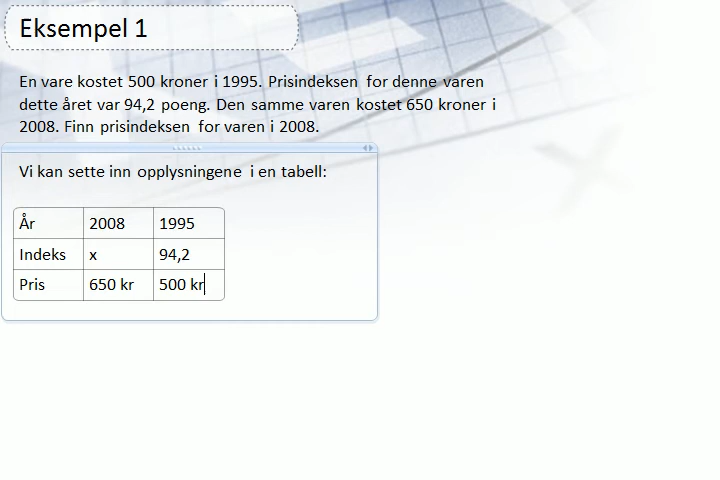 Eksempel 1
En vare kostet 500 kroner i 1995. Prisindeksen for denne varen
dette året var 94,2 poeng. Den samme varen kostet 650 kroner i
2008. Finn prisindeksen for varen i 2008.
Vi kan sette inn opplysningene i en tabell:
År 2008 1995
Indeks x 94,2
Pris 650 kr 500 kr